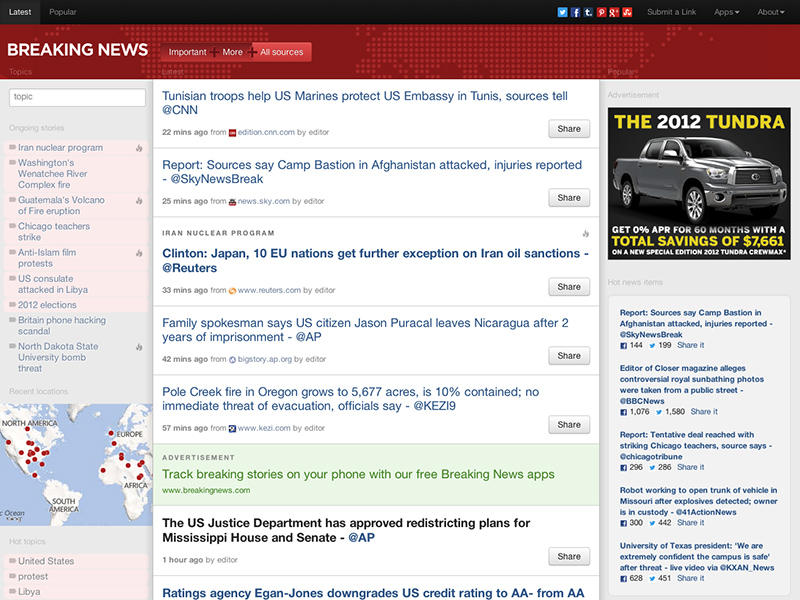 Latest Popular Submit a Link Apps About
BREAKING NEWS
Important + More + All sources
Topics
Latest
Popular
topic
Ongoing stories
Iran nuclear program
Washington's
Wenatchee River
Complex fire
Guatemala's Volcano
of Fire eruption
Chicago teachers
strike
Anti-Islam film
protests
US consulate
attacked in Libya
2012 elections
Britain phone hacking
scandal
North Dakota State
University bomb
threat
Recent locations
NORTH AMERICA
EUROPE
AFRICA
SOUTH
AMERICA
Ocean
Hot topics
United States
protest
Libya
Tunisian troops help US Marines protect US Embassy in Tunis, sources tell
@CNN
22 mins ago from edition.cnn.com by editor
Share
Report: Sources say Camp Bastion in Afghanistan attacked, injuries reported
- @SkyNewsBreak
25 mins ago from news.sky.com by editor
Share
IRAN NUCLEAR PROGRAM
Clinton: Japan, 10 EU nations get further exception on Iran oil sanctions -
@Reuters
33 mins ago from www.reuters.com by editor
Share
Family spokesman says US citizen Jason Puracal leaves Nicaragua after 2
years of imprisonment - @AP
42 mins ago from bigstory.ap.org by editor
Share
Pole Creek fire in Oregon grows to 5,677 acres, is 10% contained; no
immediate threat of evacuation, officials say - @KEZI9
57 mins ago from www.kezi.com by editor
Share
ADVERTISEMENT
Track breaking stories on your phone with our free Breaking News apps
www.breakingnews.com
The US Justice Department has approved redistricting plans for
Mississippi House and Senate - @AP
1 hour ago by editor
Share
Ratings agency Egan-Jones downgrades US credit rating to AA- from AA
Advertisement
THE 2012 TUNDRA
GET 0% APR FOR 60 MONTHS WITH A
TOTAL SAVINGS OF $7,661
ON A NEW SPECIAL EDITION 2012 TUNDRA CREWMAX*
Hot news items
Report: Sources say Camp Bastion in
Afghanistan attacked, injuries reported -
@SkyNewsBreak
144 199 Share it
Editor of Closer magazine alleges
controversial royal sunbathing photos
were taken from a public street -
@BBCNews
1,076 1,580 Share it
Report: Tentative deal reached with
striking Chicago teachers, source says -
@chicagotribune
296 286 Share it
Robot working to open trunk of vehicle in
Missouri after explosives detected; owner
is in custody - @41ActionNews
300 442 Share it
University of Texas president: 'We are
extremely confident the campus is safe'
after threat - live video via @KXAN_News
628 451 Share it